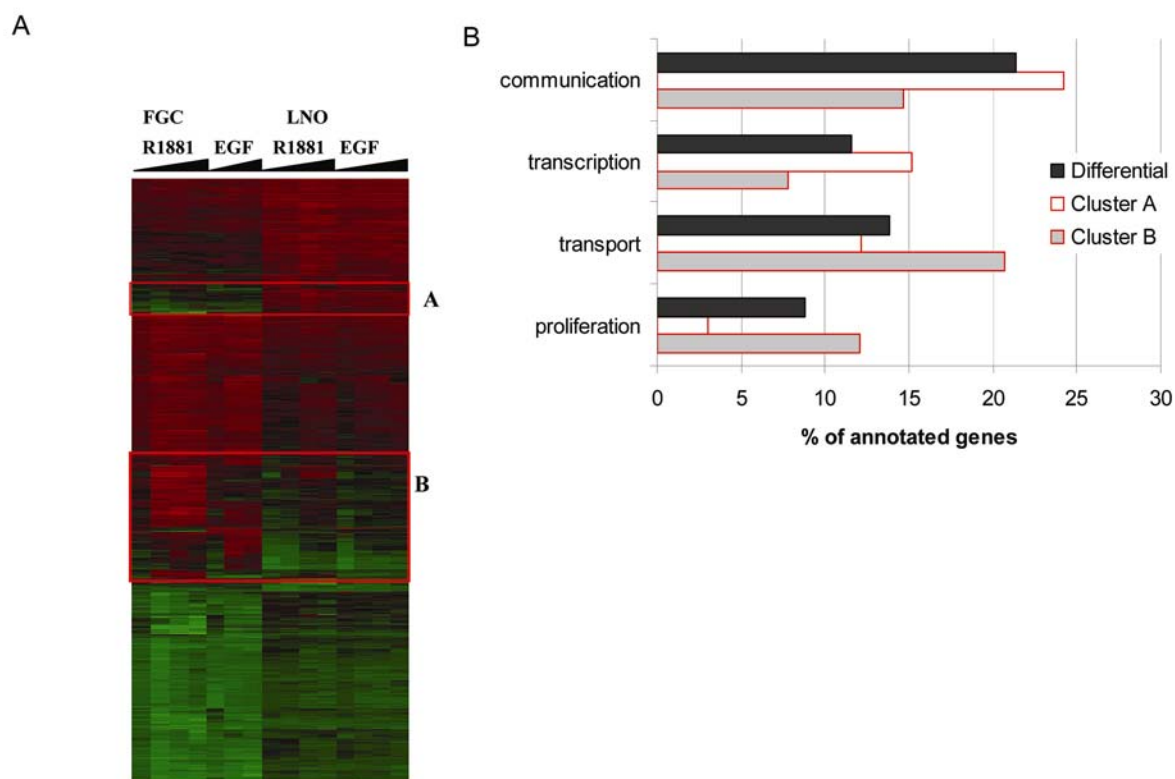 A
FGC LNO
R1881 EGF R1881 EGF
A
B
B
communication
transcription
transport
proliferation
0 5 10 15 20 25 30
% of annotated genes
Differential
Cluster A
Cluster B